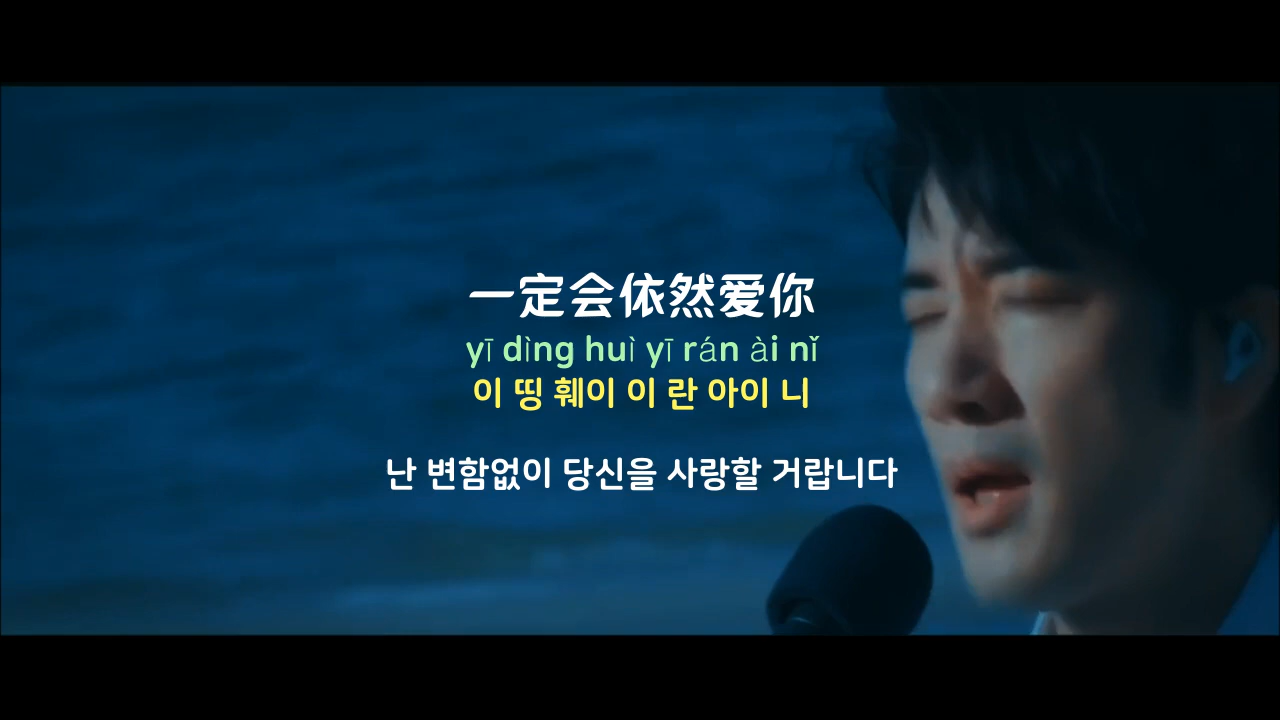 一定会依然爱你
yī dìng huì yī rán ài nǐ
이 띵 훼이 이 란 아이 니
난 변함없이 당신을 사랑할 거랍니다